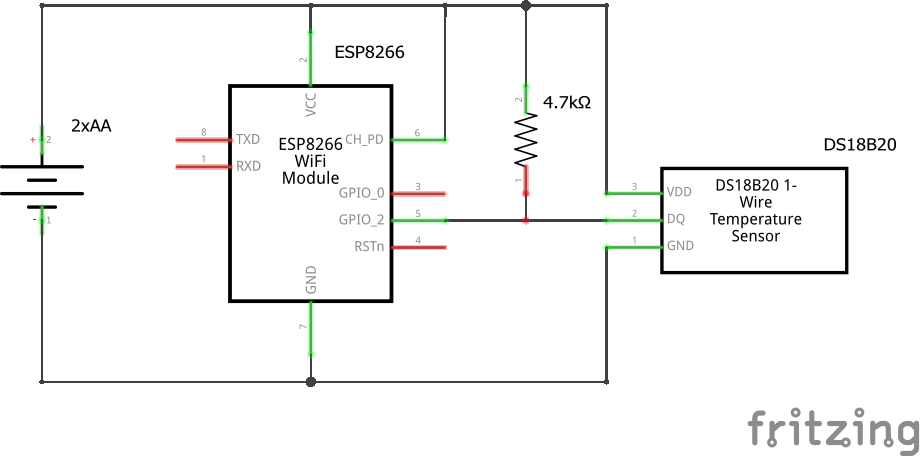 ESP8266
2xAA
+ 2
- 1
2
VCC
8 TXD
1 RXD
ESP8266
WiFi
Module
CH_PD 6
GPIO_0 3
GPIO_2 5
RSTn 4
GND
7
4.7kΩ
2
1
DS18B20
3 VDD
2 DQ
1 GND
DS18B20 1-
Wire
Temperature
Sensor
fritzing